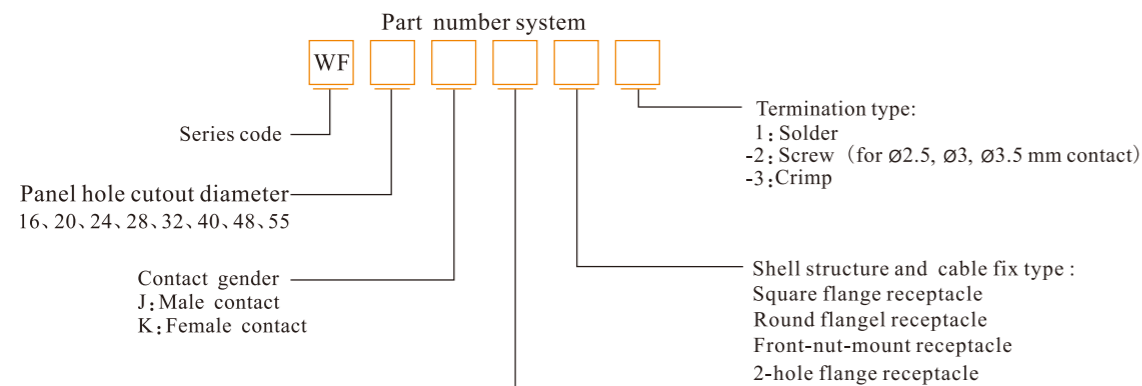 Part number system
WF
Series code
Panel hole cutout diameter
16、20、24、28、32、40、48、55
Contact gender
J:Male contact
K:Female contact
Termination type:
1:Solder
-2:Screw (for Ø2.5, Ø3, Ø3.5 mm contact)
-3:Crimp
Shell structure and cable fix type :
Square flange receptacle
Round flangel receptacle
Front-nut-mount receptacle
2-hole flange receptacle